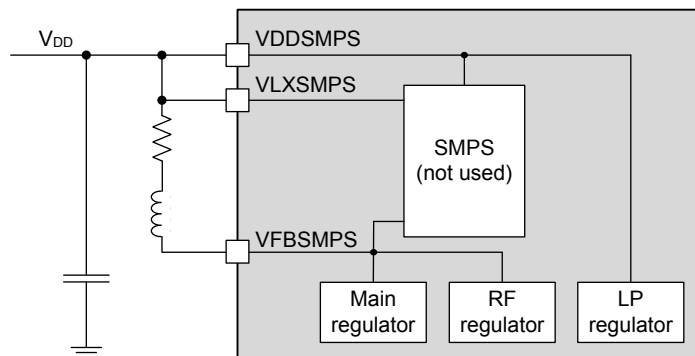 VDD
VDDSMPS
VLXSMPS
SMPS
(not used)
VFBSMPS
Main
regulator
RF
regulator
LP
regulator